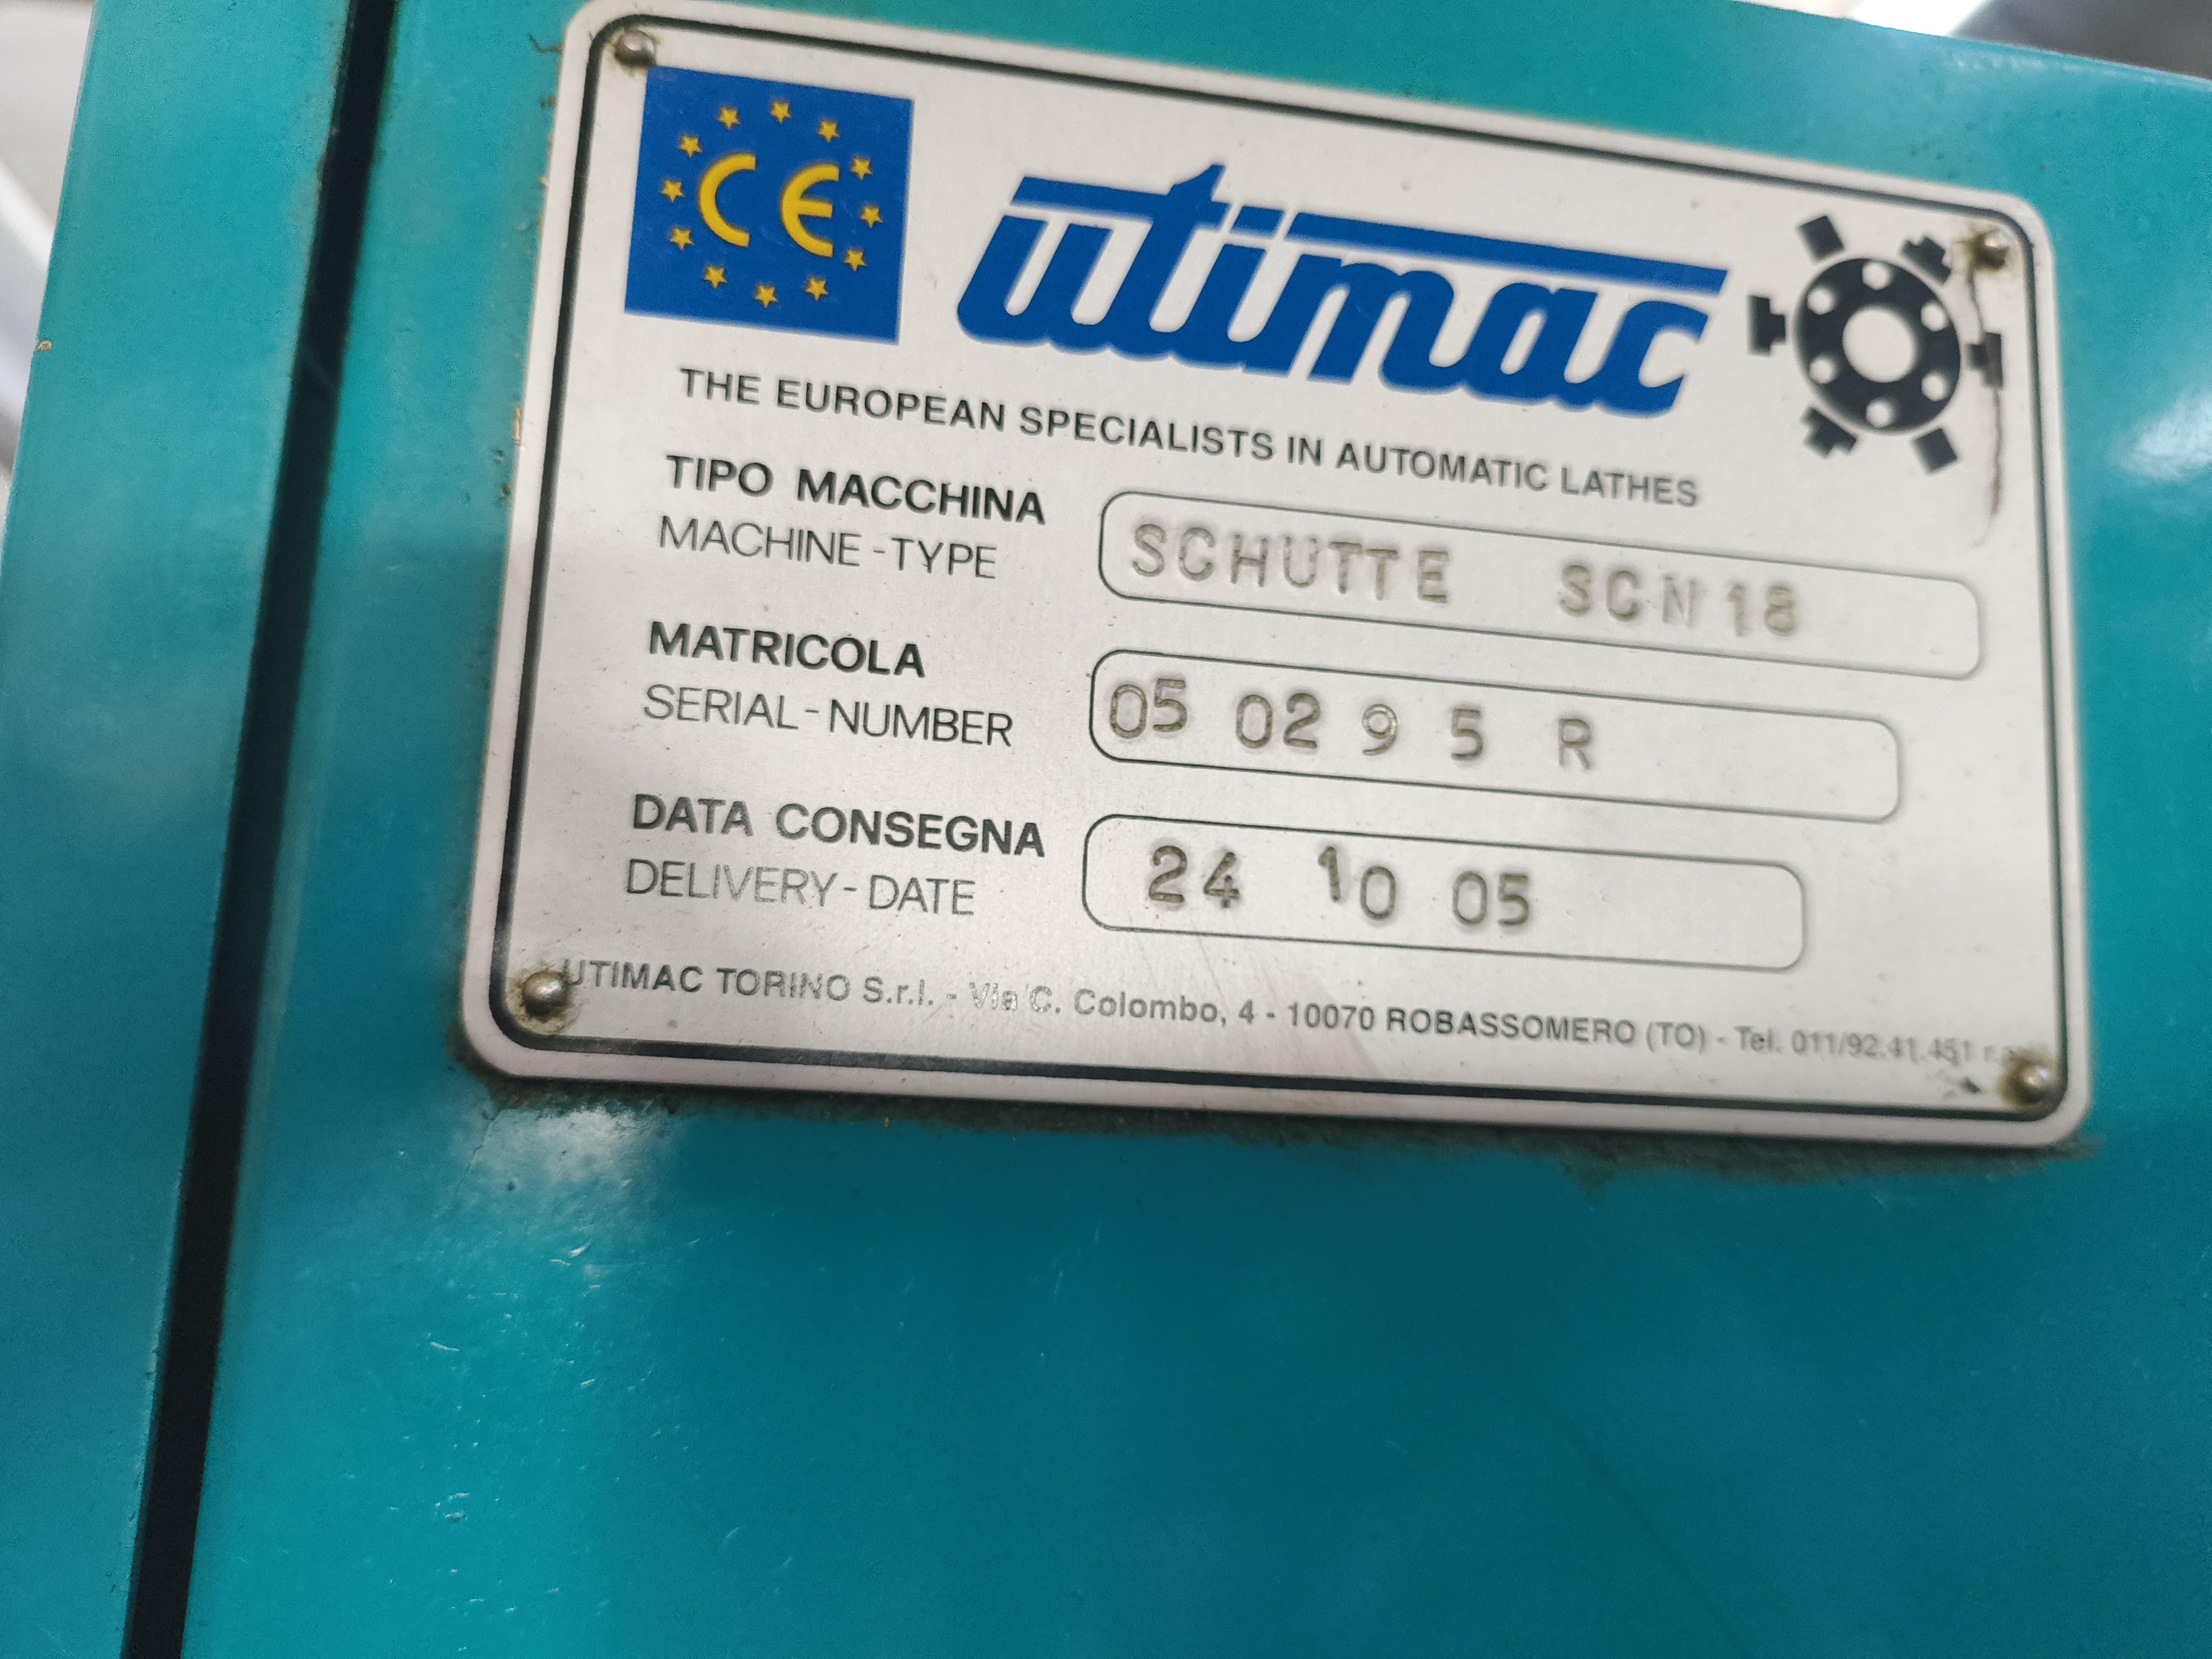 CE
utimac
THE EUROPEAN SPECIALISTS IN AUTOMATIC LATHES
TIPO MACCHINA
MACHINE-TYPE
SCHUTTE SCN18
MATRICOLA
SERIAL-NUMBER
05 02 9 5 R
DATA CONSEGNA
DELIVERY-DATE
24 10 05
UTIMAC TORINO S.r.l. - Via C. Colombo, 4 - 10070 ROBASSOMERO (TO) - Tel. 011/92.41.451